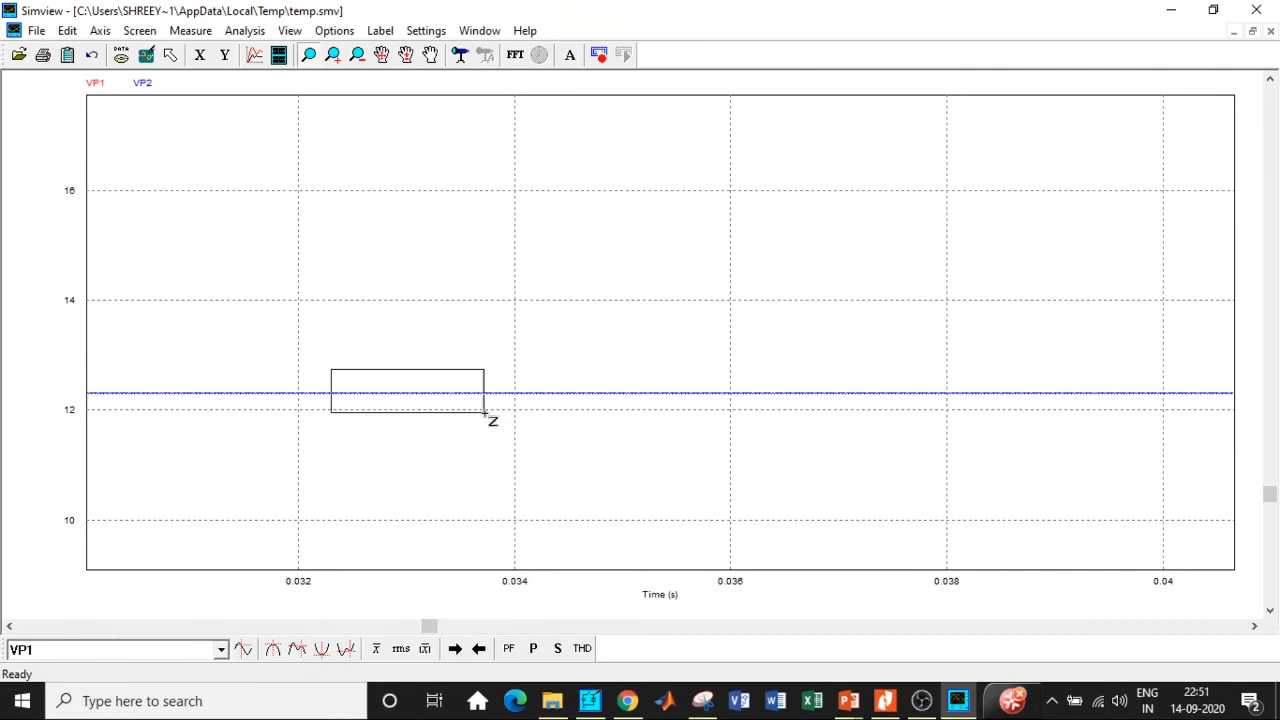 Simview - [C:\Users\SHREEY~1\AppData\Local\Temp\temp.smv]
File Edit Axis Screen Measure Analysis View Options Label Settings Window Help
DATA X Y FFT A
VP1 VP2
16
14
12
10
Z
0.032 0.034 0.036 0.038 0.04
Time (s)
VP1 x rms |x| PF P S THD
Ready
Type here to search
ENG
IN
22:51
14-09-2020
2